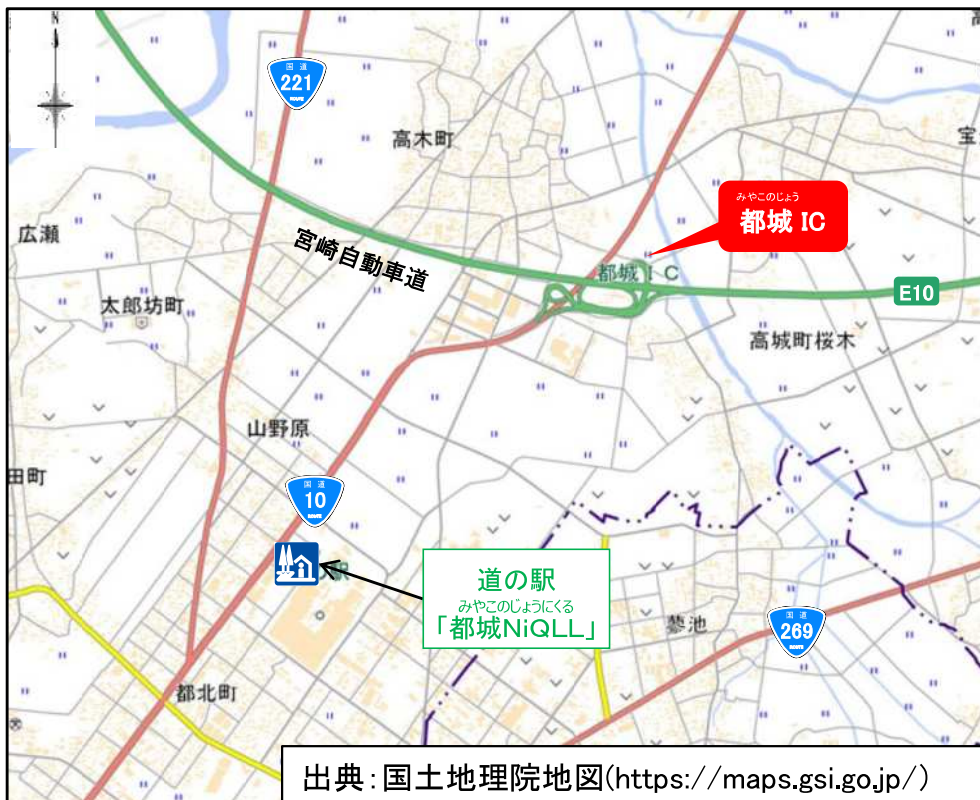 N
国道
221
ROUTE
高木町
宝
みやこのじょう
都城 IC
広瀬
宮崎自動車道
都城ＩＣ
E10
太郎坊町
高城町桜木
山野原
田町
国道
10
ROUTE
駅
道の駅
みやこのじょうにくる
「都城NiQLL」
蓼池
国道
269
ROUTE
都北町
出典：国土地理院地図(https://maps.gsi.go.jp/)